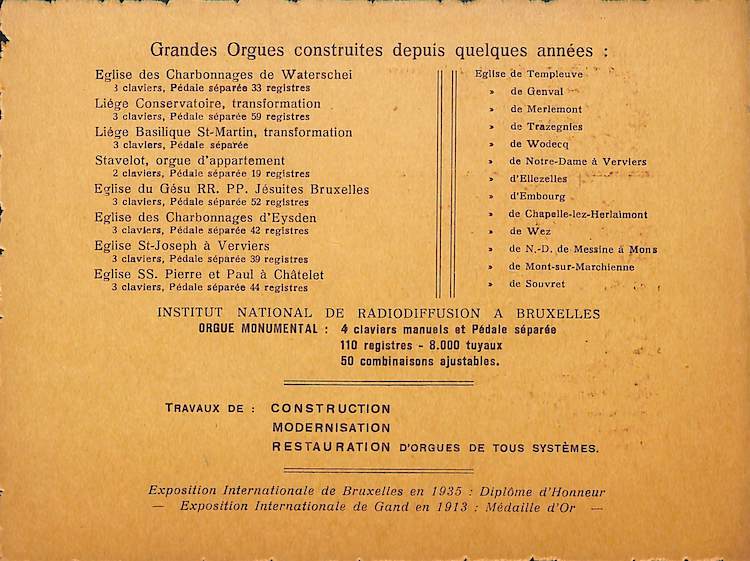 Grandes Orgues construites depuis quelques années :
Eglise des Charbonnages de Waterschei
3 claviers, Pédale séparée 33 registres
Liége Conservatoire, transformation
3 claviers, Pédale séparée 59 registres
Liége Basilique St-Martin, transformation
3 claviers, Pédale séparée
Stavelot, orgue d'appartement
2 claviers, Pédale séparée 19 registres
Eglise du Gésu RR. PP. Jésuites Bruxelles
3 claviers, Pédale séparée 52 registres
Eglise des Charbonnages d'Eysden
3 claviers, Pédale séparée 42 registres
Eglise St-Joseph à Verviers
3 claviers, Pédale séparée 39 registres
Eglise SS. Pierre et Paul à Châtelet
3 claviers, Pédale séparée 44 registres
Eglise de Templeuve
» de Genval
» de Merlemont
» de Trazegnies
» de Wodecq
» de Notre-Dame à Verviers
» d'Ellezelles
» d'Embourg
» de Chapelle-lez-Herlaimont
» de Wez
» de N.-D. de Messine à Mons
» de Mont-sur-Marchienne
» de Souvret
INSTITUT NATIONAL DE RADIODIFFUSION A BRUXELLES
ORGUE MONUMENTAL : 4 claviers manuels et Pédale séparée
110 registres - 8.000 tuyaux
50 combinaisons ajustables.
TRAVAUX DE : CONSTRUCTION
MODERNISATION
RESTAURATION D'ORGUES DE TOUS SYSTÈMES.
Exposition Internationale de Bruxelles en 1935 : Diplôme d'Honneur
— Exposition Internationale de Gand en 1913 : Médaille d'Or —